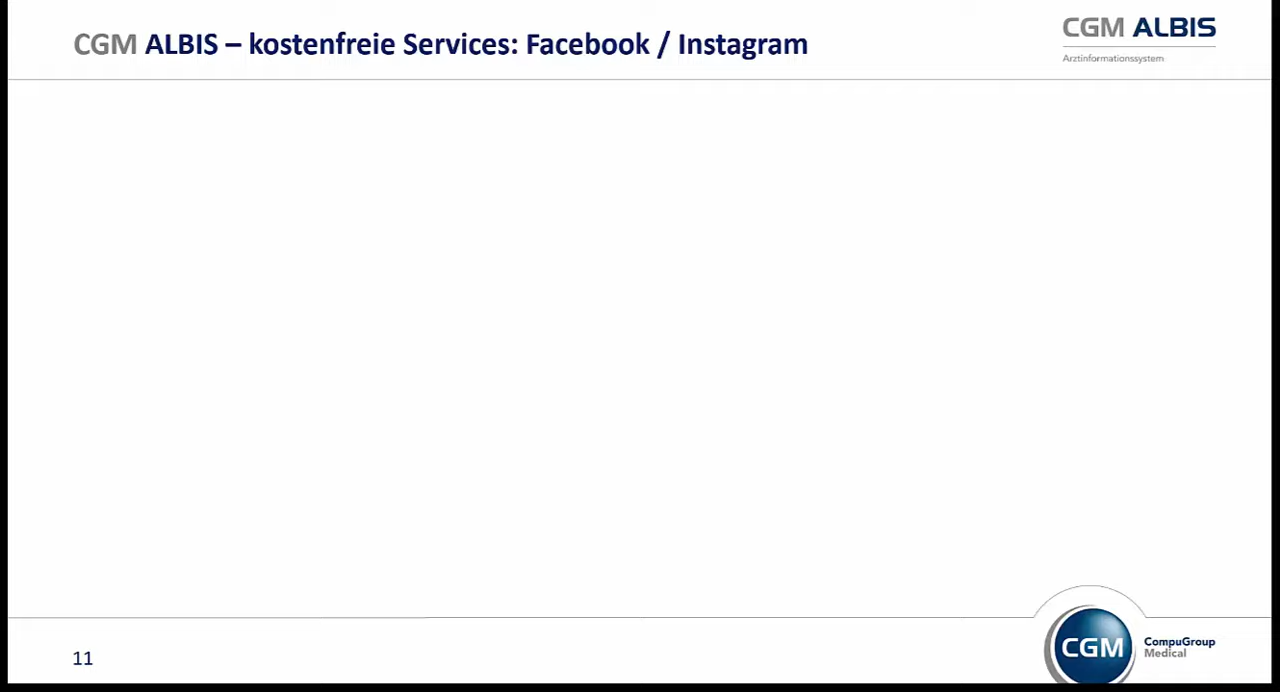 CGM ALBIS – kostenfreie Services: Facebook / Instagram
CGM ALBIS
Arztinformationssystem
11
CGM
CompuGroup
Medical